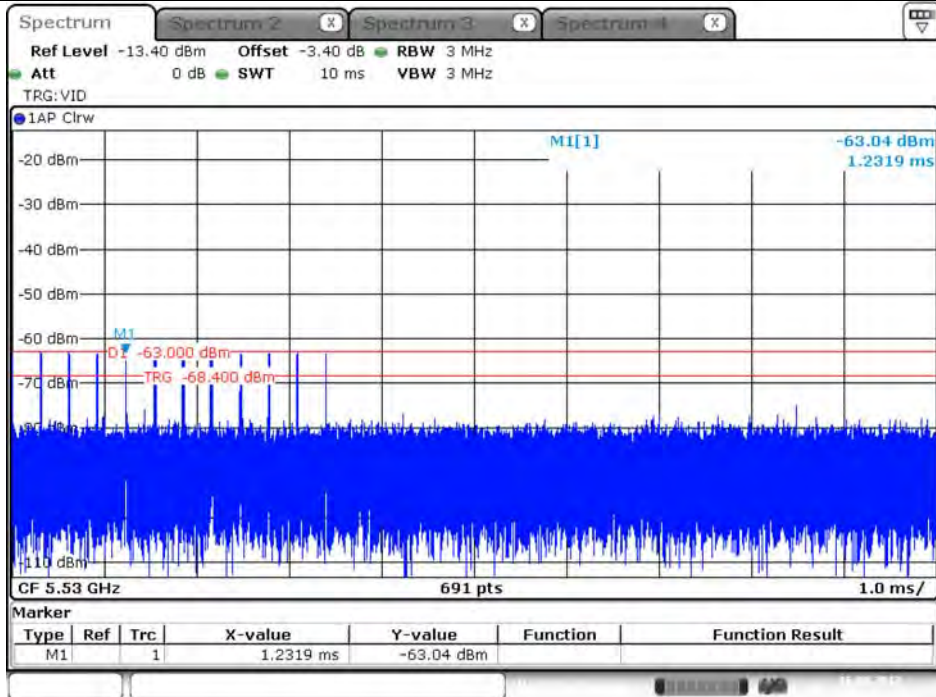 Spectrum Spectrum 2 X Spectrum 3 X Spectrum 4 X
Ref Level -13.40 dBm Offset -3.40 dB RBW 3 MHz
Att 0 dB SWT 10 ms VBW 3 MHz
TRG:VID
1AP Clrw
M1[1] -63.04 dBm
1.2319 ms
-20 dBm
-30 dBm
-40 dBm
-50 dBm
-60 dBm
M1
D1 -63.000 dBm
TRG -68.400 dBm
-70 dBm
-110 dBm
CF 5.53 GHz 691 pts 1.0 ms/
Marker
Type Ref Trc X-value Y-value Function Function Result
M1 1 1.2319 ms -63.04 dBm